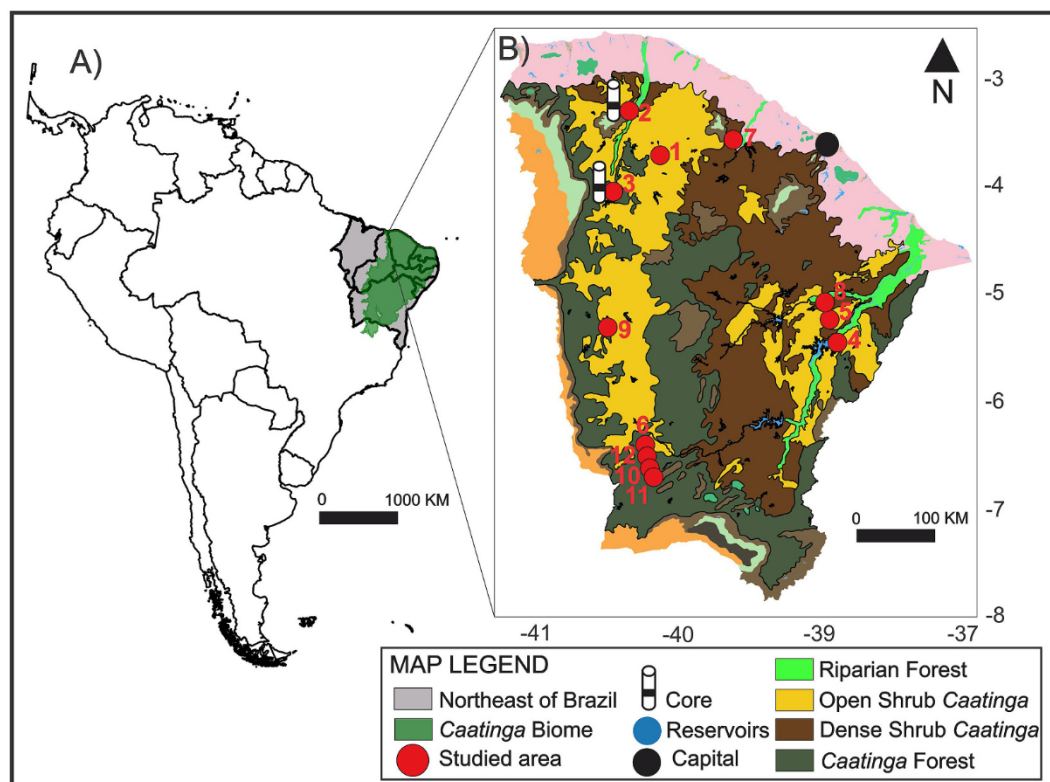 A)
B)
N
2
7
1
3
8
5
9
4
6
12
10
11
-3
-4
-5
-6
-7
-8
-41
-40
-39
-37
0
1000 KM
0
100 KM
MAP LEGEND
Northeast of Brazil
Caatinga Biome
Studied area
Core
Reservoirs
Capital
Riparian Forest
Open Shrub Caatinga
Dense Shrub Caatinga
Caatinga Forest